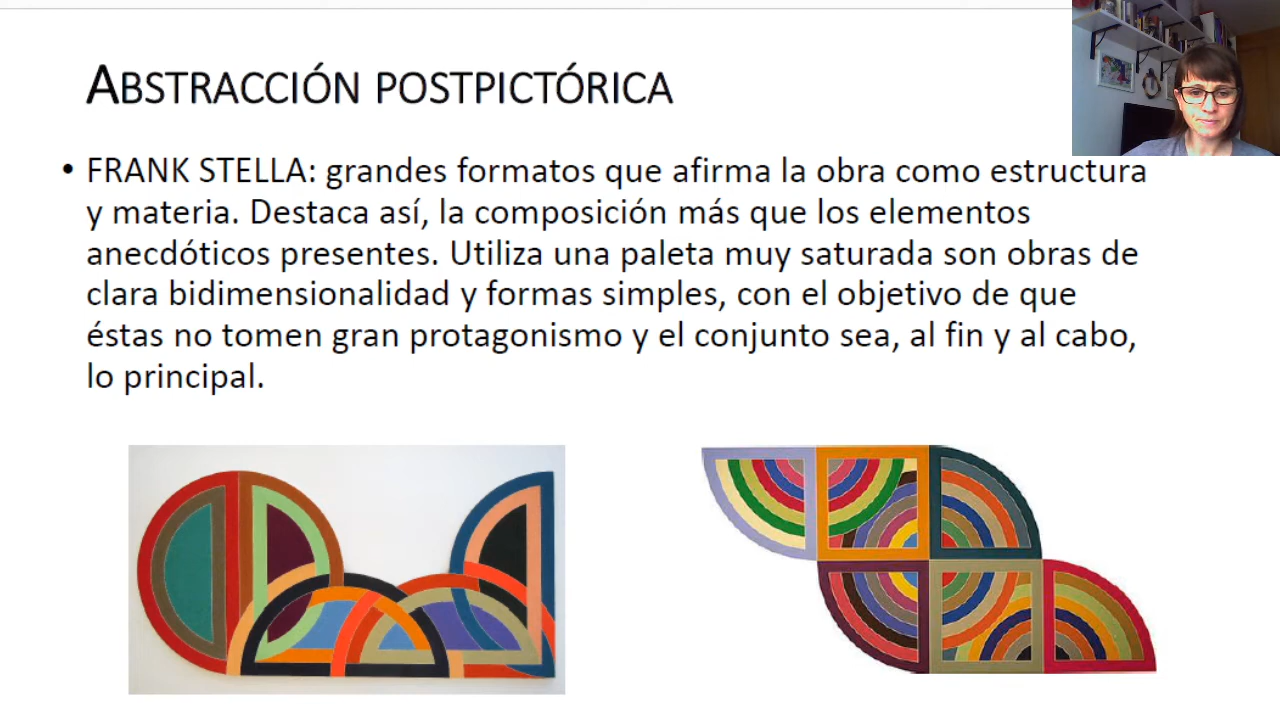 ABSTRACCIÓN POSTPICTÓRICA
• FRANK STELLA: grandes formatos que afirma la obra como estructura
y materia. Destaca así, la composición más que los elementos
anecdóticos presentes. Utiliza una paleta muy saturada son obras de
clara bidimensionalidad y formas simples, con el objetivo de que
éstas no tomen gran protagonismo y el conjunto sea, al fin y al cabo,
lo principal.